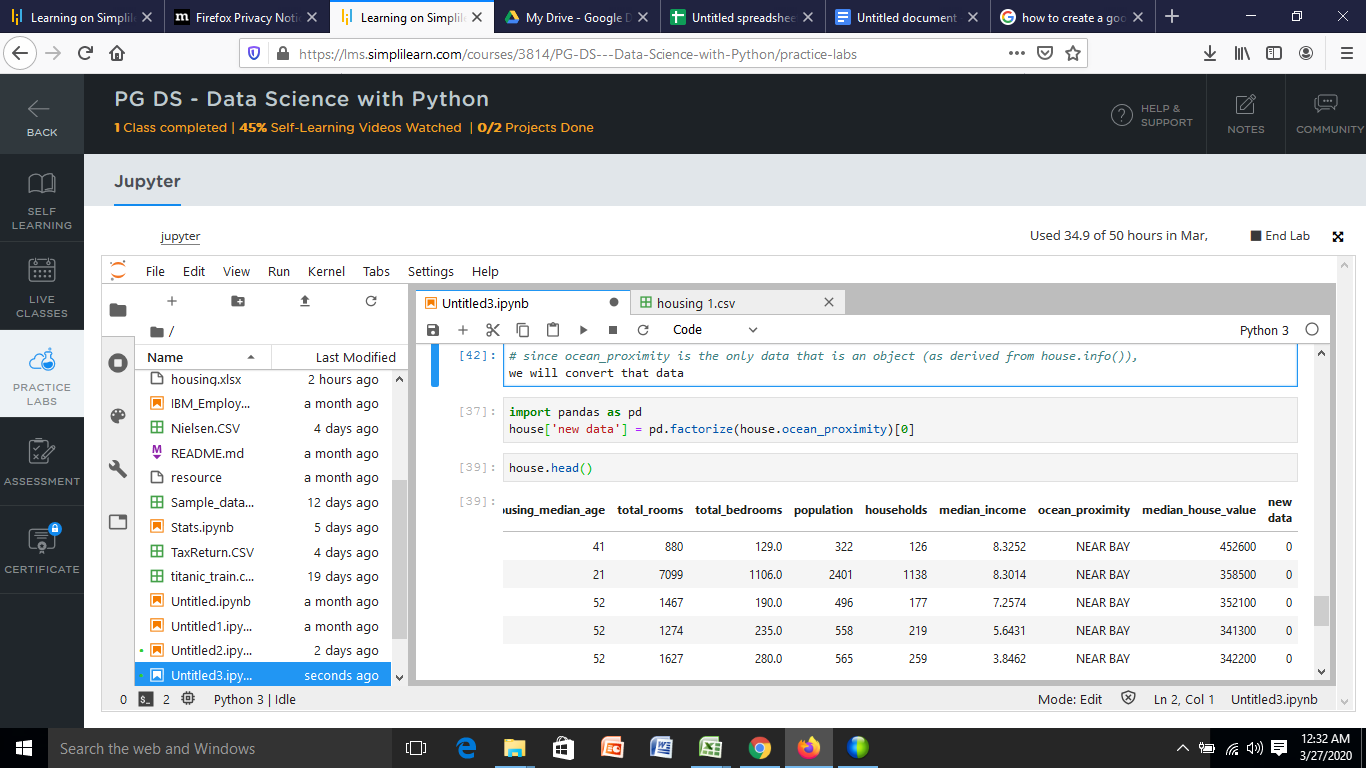 Learning on Simplile
Firefox Privacy Notic
Learning on Simplile
My Drive - Google D
Untitled spreadshee
Untitled document
how to create a goo
https://lms.simplilearn.com/courses/3814/PG-DS---Data-Science-with-Python/practice-labs
BACK
PG DS - Data Science with Python
1 Class completed | 45% Self-Learning Videos Watched | 0/2 Projects Done
HELP &
SUPPORT
NOTES
COMMUNITY
SELF
LEARNING
LIVE
CLASSES
PRACTICE
LABS
ASSESSMENT
CERTIFICATE
Jupyter
jupyter
Used 34.9 of 50 hours in Mar,
End Lab
File Edit View Run Kernel Tabs Settings Help
/
Name Last Modified
housing.xlsx 2 hours ago
IBM_Employ... a month ago
Nielsen.CSV 4 days ago
README.md a month ago
resource a month ago
Sample_data... 12 days ago
Stats.ipynb 5 days ago
TaxReturn.CSV 4 days ago
titanic_train.c... 19 days ago
Untitled.ipynb a month ago
Untitled1.ipy... a month ago
Untitled2.ipy... 2 days ago
Untitled3.ipy... seconds ago
Untitled3.ipynb
housing 1.csv
Code
Python 3
[42]: # since ocean_proximity is the only data that is an object (as derived from house.info()),
we will convert that data
[37]: import pandas as pd
house['new data'] = pd.factorize(house.ocean_proximity)[0]
[39]: house.head()
[39]: using_median_age total_rooms total_bedrooms population households median_income ocean_proximity median_house_value new data
41 880 129.0 322 126 8.3252 NEAR BAY 452600 0
21 7099 1106.0 2401 1138 8.3014 NEAR BAY 358500 0
52 1467 190.0 496 177 7.2574 NEAR BAY 352100 0
52 1274 235.0 558 219 5.6431 NEAR BAY 341300 0
52 1627 280.0 565 259 3.8462 NEAR BAY 342200 0
0 2 Python 3 | Idle
Mode: Edit Ln 2, Col 1 Untitled3.ipynb
Search the web and Windows
12:32 AM
3/27/2020